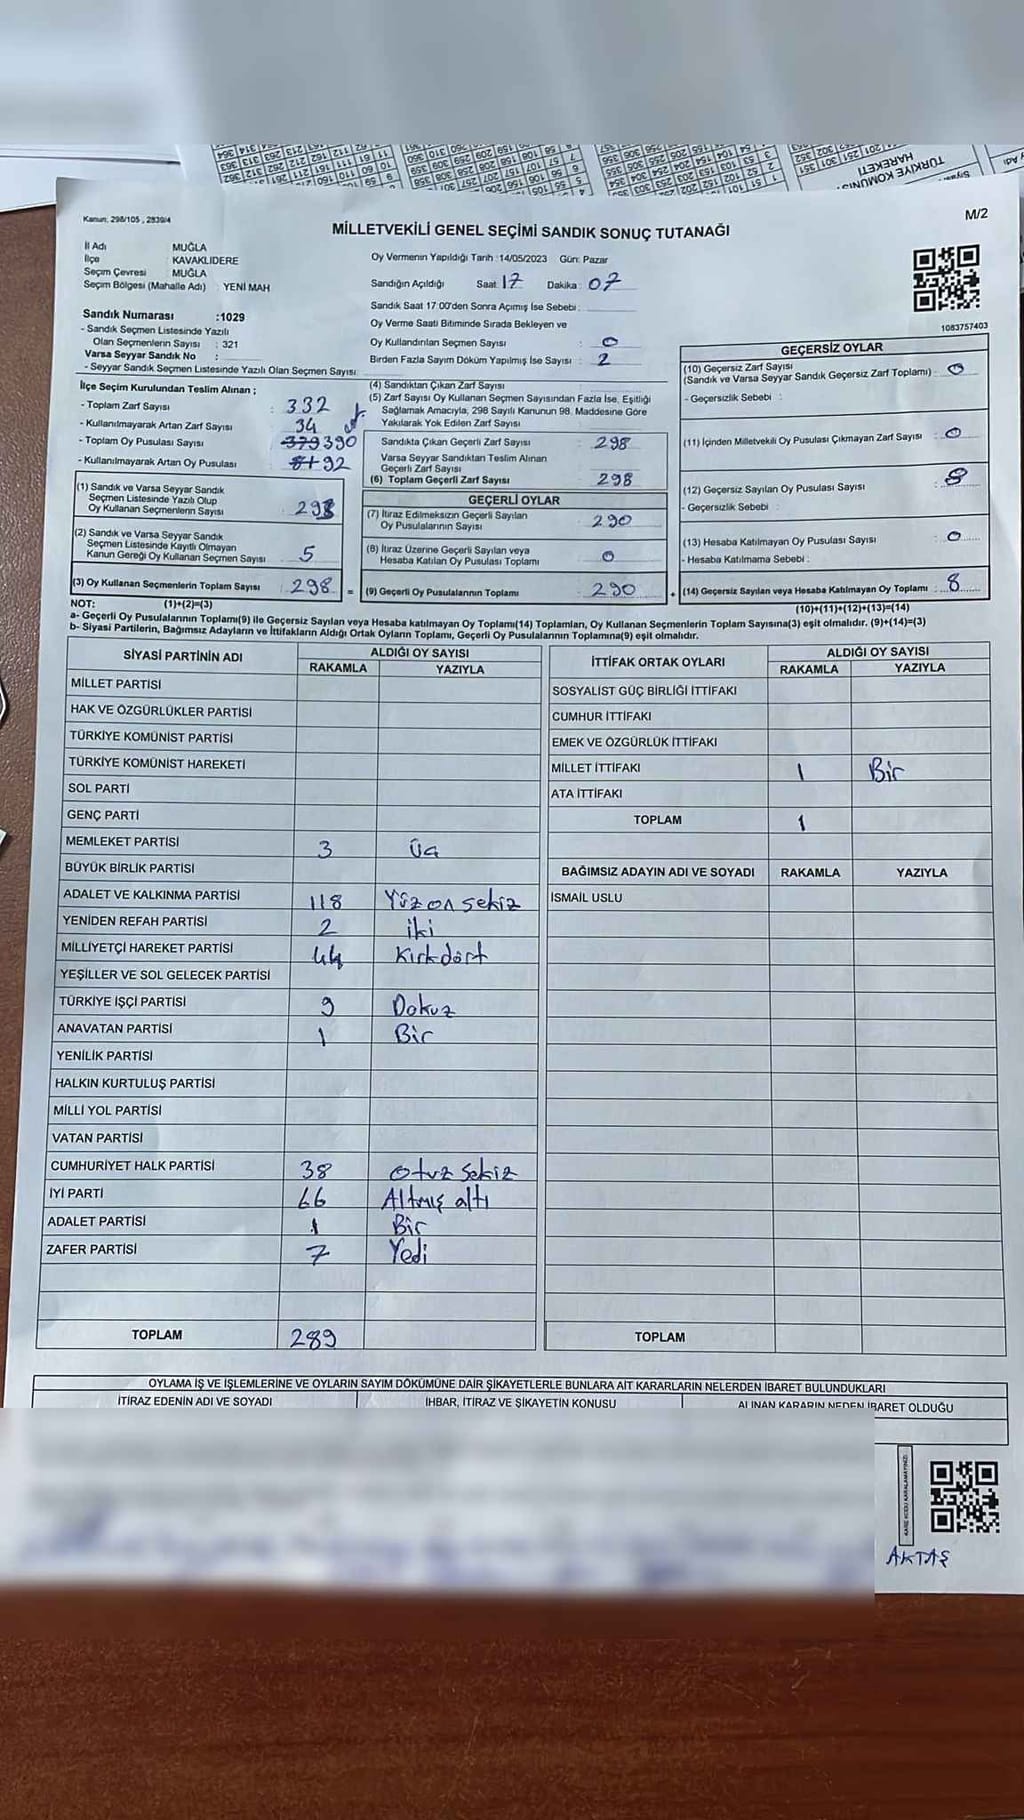 Kanun: 298/105 , 2839/4
M/2
MİLLETVEKİLİ GENEL SEÇİMİ SANDIK SONUÇ TUTANAĞI
İl Adı MUĞLA
İlçe KAVAKLIDERE
Seçim Çevresi MUĞLA
Seçim Bölgesi (Mahalle Adı) : YENİ MAH
Oy Vermenin Yapıldığı Tarih :14/05/2023 Gün: Pazar
Sandığın Açıldığı Saat: 17 Dakika : 07
Sandık Saat 17:00'den Sonra Açımış İse Sebebi :
Oy Verme Saati Bitiminde Sırada Bekleyen ve
Oy Kullandırılan Seçmen Sayısı : 0
Birden Fazla Sayım Döküm Yapılmış İse Sayısı : 2
1083757403
Sandık Numarası :1029
- Sandık Seçmen Listesinde Yazılı
Olan Seçmenlerin Sayısı : 321
Varsa Seyyar Sandık No :
- Seyyar Sandık Seçmen Listesinde Yazılı Olan Seçmen Sayısı
İlçe Seçim Kurulundan Teslim Alınan ;
- Toplam Zarf Sayısı : 332
- Kullanılmayarak Artan Zarf Sayısı : 34
- Toplam Oy Pusulası Sayısı : 379 390
- Kullanılmayarak Artan Oy Pusulası : 92
(1) Sandık ve Varsa Seyyar Sandık
Seçmen Listesinde Yazılı Olup
Oy Kullanan Seçmenlerin Sayısı : 293
(2) Sandık ve Varsa Seyyar Sandık
Seçmen Listesinde Kayıtlı Olmayan
Kanun Gereği Oy Kullanan Seçmen Sayısı 5
(3) Oy Kullanan Seçmenlerin Toplam Sayısı : 298 =
(4) Sandıktan Çıkan Zarf Sayısı
(5) Zarf Sayısı Oy Kullanan Seçmen Sayısından Fazla İse, Eşitliği
Sağlamak Amacıyla, 298 Sayılı Kanunun 98. Maddesine Göre
Yakılarak Yok Edilen Zarf Sayısı
Sandıkta Çıkan Geçerli Zarf Sayısı : 298
Varsa Seyyar Sandıktan Teslim Alınan
Geçerli Zarf Sayısı
(6) Toplam Geçerli Zarf Sayısı : 298
GEÇERLİ OYLAR
(7) İtiraz Edilmeksizin Geçerli Sayılan
Oy Pusulalarının Sayısı : 290
(8) İtiraz Üzerine Geçerli Sayılan veya
Hesaba Katılan Oy Pusulası Toplamı : 0
(9) Geçerli Oy Pusulalarının Toplamı : 290 +
GEÇERSİZ OYLAR
(10) Geçersiz Zarf Sayısı
(Sandık ve Varsa Seyyar Sandık Geçersiz Zarf Toplamı) : 0
- Geçersizlik Sebebi :
(11) İçinden Milletvekili Oy Pusulası Çıkmayan Zarf Sayısı : 0
(12) Geçersiz Sayılan Oy Pusulası Sayısı : 8
- Geçersizlik Sebebi :
(13) Hesaba Katılmayan Oy Pusulası Sayısı : 0
- Hesaba Katılmama Sebebi :
(14) Geçersiz Sayılan veya Hesaba Katılmayan Oy Toplamı : 8
NOT: (1)+(2)=(3)
(10)+(11)+(12)+(13)=(14)
a- Geçerli Oy Pusulalarının Toplamı(9) ile Geçersiz Sayılan veya Hesaba katılmayan Oy Toplamı(14) Toplamları, Oy Kullanan Seçmenlerin Toplam Sayısına(3) eşit olmalıdır. (9)+(14)=(3)
b- Siyasi Partilerin, Bağımsız Adayların ve İttifakların Aldığı Ortak Oyların Toplamı, Geçerli Oy Pusulalarının Toplamına(9) eşit olmalıdır.
SİYASİ PARTİNİN ADI ALDIĞI OY SAYISI
RAKAMLA YAZIYLA
MİLLET PARTİSİ
HAK VE ÖZGÜRLÜKLER PARTİSİ
TÜRKİYE KOMÜNİST PARTİSİ
TÜRKİYE KOMÜNİST HAREKETİ
SOL PARTİ
GENÇ PARTİ
MEMLEKET PARTİSİ 3 Üç
BÜYÜK BİRLİK PARTİSİ
ADALET VE KALKINMA PARTİSİ 118 Yüz on sekiz
YENİDEN REFAH PARTİSİ 2 iki
MİLLİYETÇİ HAREKET PARTİSİ 44 Kırkdört
YEŞİLLER VE SOL GELECEK PARTİSİ
TÜRKİYE İŞÇİ PARTİSİ 9 Dokuz
ANAVATAN PARTİSİ 1 Bir
YENİLİK PARTİSİ
HALKIN KURTULUŞ PARTİSİ
MİLLİ YOL PARTİSİ
VATAN PARTİSİ
CUMHURİYET HALK PARTİSİ 38 Otuz Sekiz
İYİ PARTİ 66 Altmış altı
ADALET PARTİSİ 1 Bir
ZAFER PARTİSİ 7 Yedi
TOPLAM 289
İTTİFAK ORTAK OYLARI ALDIĞI OY SAYISI
RAKAMLA YAZIYLA
SOSYALİST GÜÇ BİRLİĞİ İTTİFAKI
CUMHUR İTTİFAKI
EMEK VE ÖZGÜRLÜK İTTİFAKI
MİLLET İTTİFAKI 1 Bir
ATA İTTİFAKI
TOPLAM 1
BAĞIMSIZ ADAYIN ADI VE SOYADI RAKAMLA YAZIYLA
İSMAİL USLU
TOPLAM
OYLAMA İŞ VE İŞLEMLERİNE VE OYLARIN SAYIM DÖKÜMÜNE DAİR ŞİKAYETLERLE BUNLARA AİT KARARLARIN NELERDEN İBARET BULUNDUKLARI
İTİRAZ EDENİN ADI VE SOYADI İHBAR, İTİRAZ VE ŞİKAYETİN KONUSU ALINAN KARARIN NEDEN İBARET OLDUĞU
KARE KODU KARALAMAYINIZ!
AKTAŞ